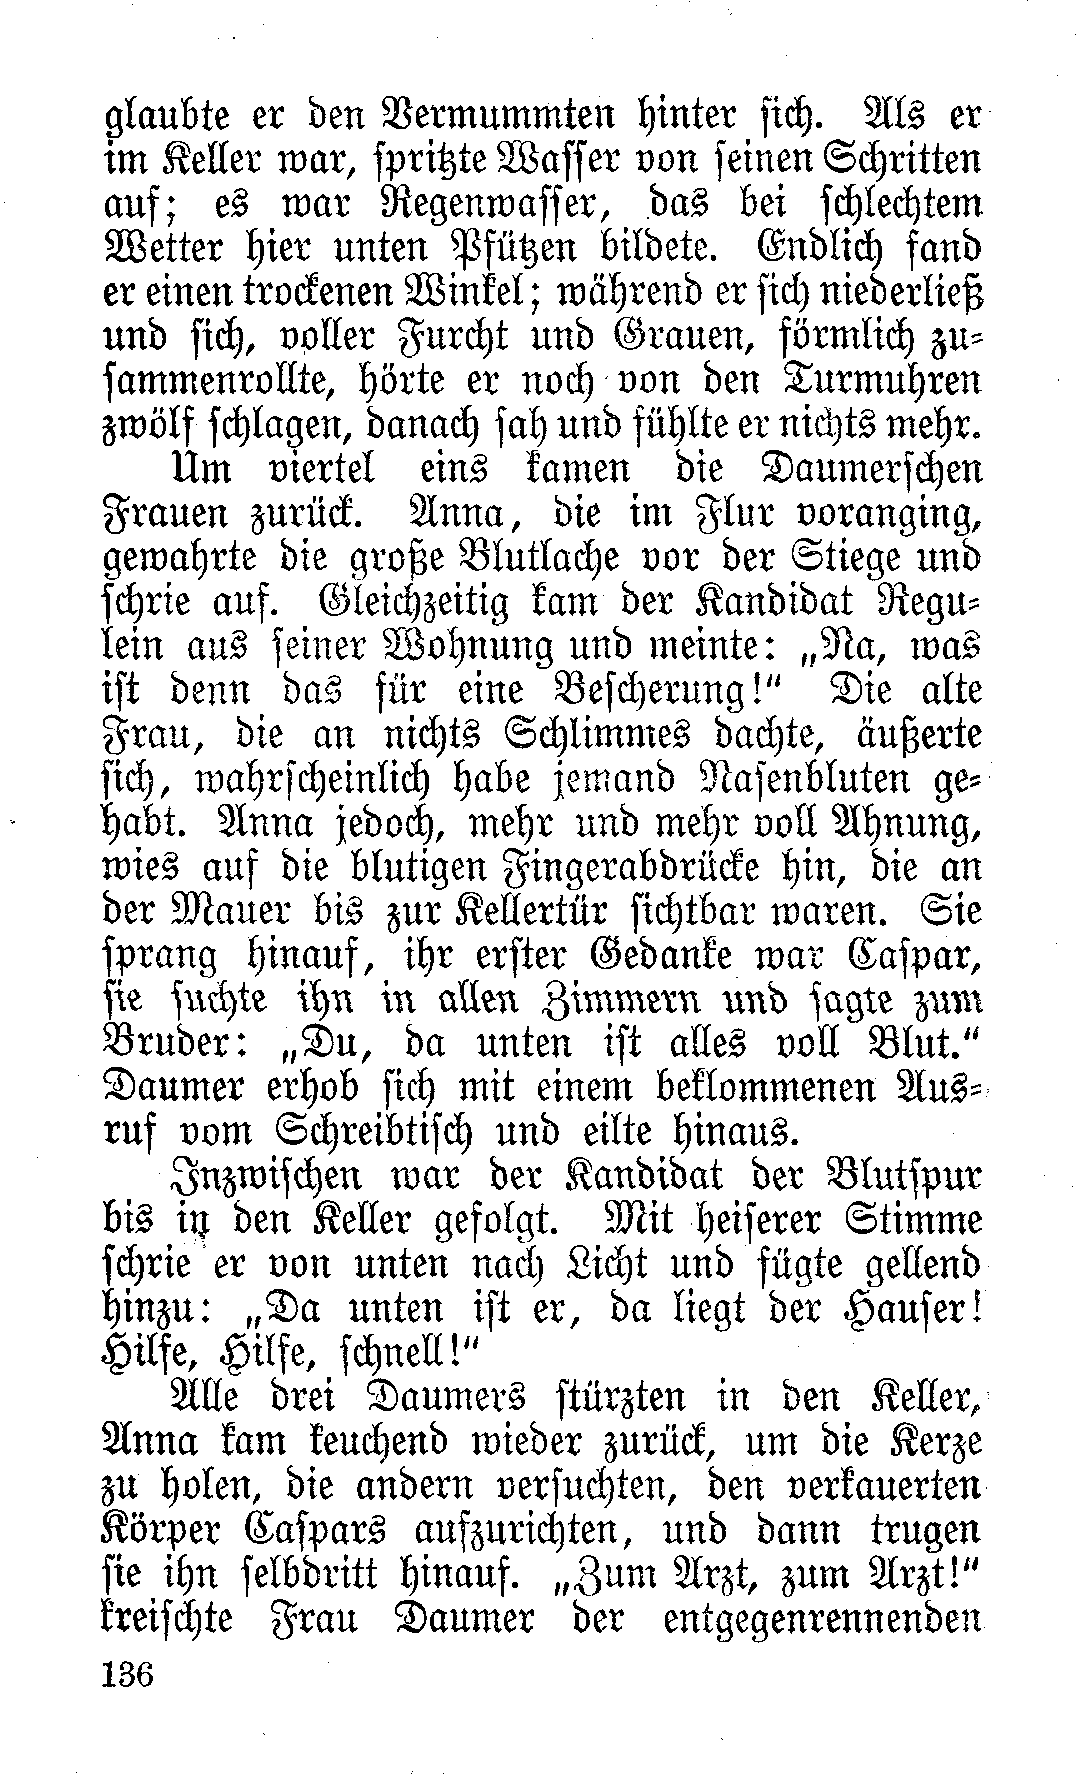 glaubte er den Vermummten hinter sich. Als er
im Keller war, spritzte Wasser von seinen Schritten
auf; es war Regenwasser, das bei schlechtem
Wetter hier unten Pfützen bildete. Endlich fand
er einen trockenen Winkel; während er sich niederließ
und sich, voller Furcht und Grauen, förmlich zu-
sammenrollte, hörte er noch von den Turmuhren
zwölf schlagen, danach sah und fühlte er nichts mehr.
Um viertel eins kamen die Daumerschen
Frauen zurück. Anna, die im Flur voranging,
gewahrte die große Blutlache vor der Stiege und
schrie auf. Gleichzeitig kam der Kandidat Regu-
lein aus seiner Wohnung und meinte: „Na, was
ist denn das für eine Bescherung!“ Die alte
Frau, die an nichts Schlimmes dachte, äußerte
sich, wahrscheinlich habe jemand Nasenbluten ge-
habt. Anna jedoch, mehr und mehr voll Ahnung,
wies auf die blutigen Fingerabdrücke hin, die an
der Mauer bis zur Kellertür sichtbar waren. Sie
sprang hinauf, ihr erster Gedanke war Caspar,
sie suchte ihn in allen Zimmern und sagte zum
Bruder: „Du, da unten ist alles voll Blut.“
Daumer erhob sich mit einem beklommenen Aus-
ruf vom Schreibtisch und eilte hinaus.
Inzwischen war der Kandidat der Blutspur
bis in den Keller gefolgt. Mit heiserer Stimme
schrie er von unten nach Licht und fügte gellend
hinzu: „Da unten ist er, da liegt der Hauser!
Hilfe, Hilfe, schnell!“
Alle drei Daumers stürzten in den Keller,
Anna kam keuchend wieder zurück, um die Kerze
zu holen, die andern versuchten, den verkauerten
Körper Caspars aufzurichten, und dann trugen
sie ihn selbdritt hinauf. „Zum Arzt, zum Arzt!“
kreischte Frau Daumer der entgegenrennenden
136